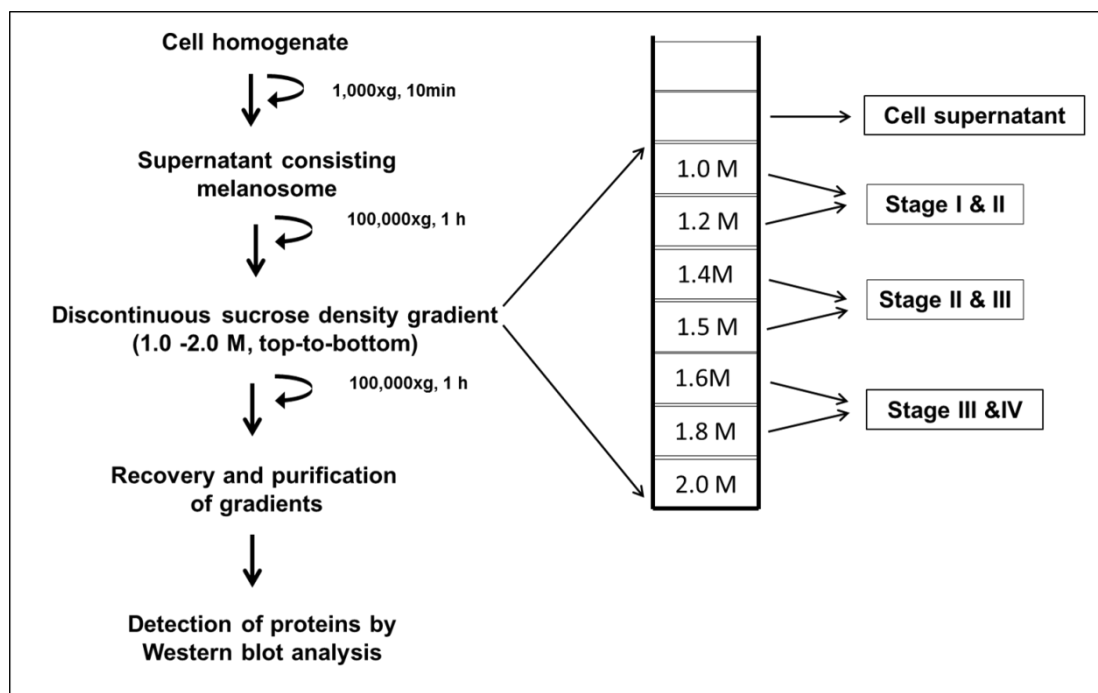 Cell homogenate
1,000xg, 10min
Supernatant consisting
melanosome
100,000xg, 1 h
Discontinuous sucrose density gradient
(1.0 -2.0 M, top-to-bottom)
100,000xg, 1 h
Recovery and purification
of gradients
Detection of proteins by
Western blot analysis
1.0 M
1.2 M
1.4M
1.5 M
1.6M
1.8 M
2.0 M
Cell supernatant
Stage I & II
Stage II & III
Stage III &IV